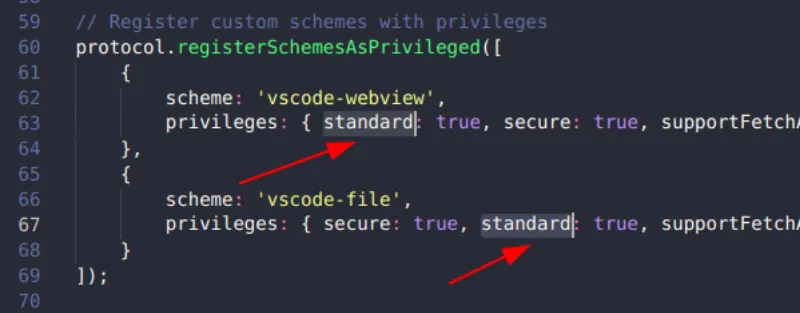 59 // Register custom schemes with privileges
60 protocol.registerSchemesAsPrivileged([
61 {
62 scheme: 'vscode-webview',
63 privileges: { standard: true, secure: true, supportFetchA
64 },
65 {
66 scheme: 'vscode-file',
67 privileges: { secure: true, standard: true, supportFetchA
68 }
69 ]);
70